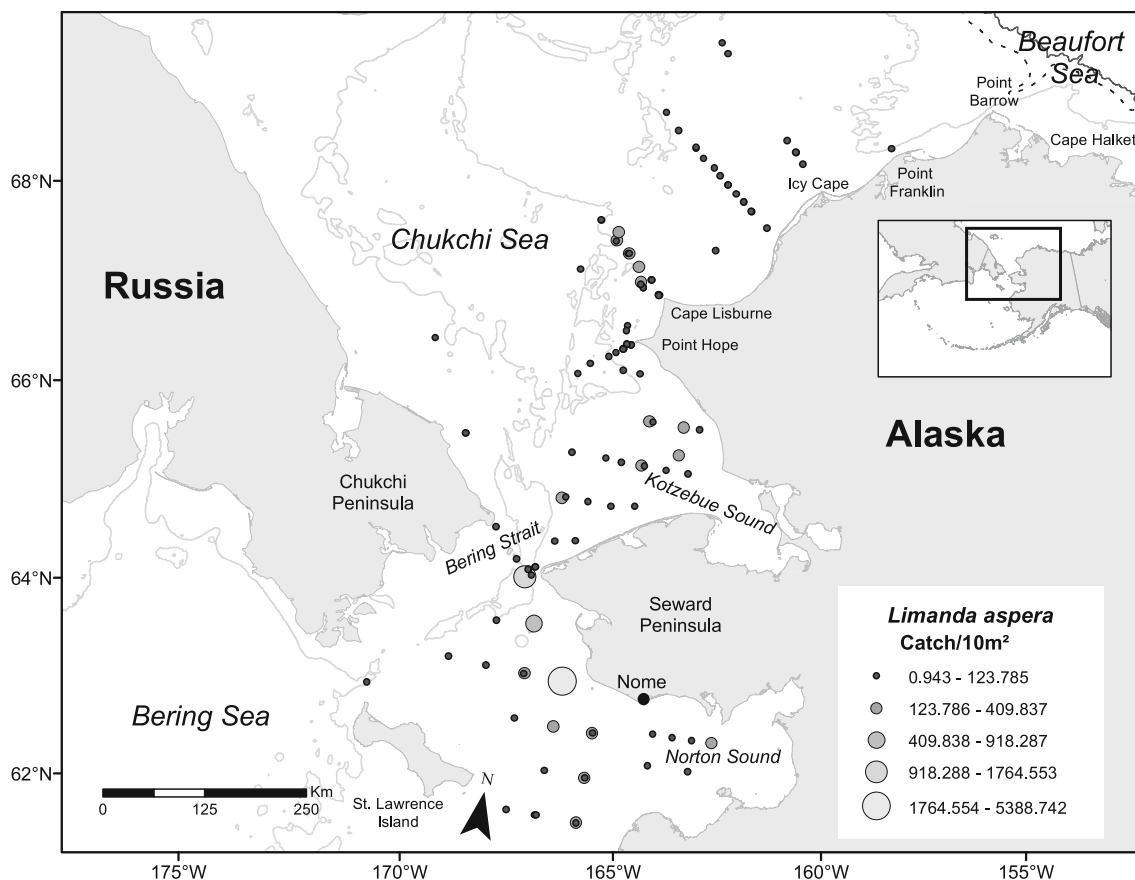 Beaufort
Sea
Point
Barrow
Cape Halket
68°N
Icy Cape
Point
Franklin
Chukchi Sea
Russia
Cape Lisburne
Point Hope
66°N
Alaska
Chukchi
Peninsula
Kotzebue Sound
Bering Strait
64°N
Seward
Peninsula
Nome
Bering Sea
Norton Sound
62°N
N
Km
0 125 250
St. Lawrence
Island
Limanda aspera
Catch/10m²
0.943 - 123.785
123.786 - 409.837
409.838 - 918.287
918.288 - 1764.553
1764.554 - 5388.742
175°W 170°W 165°W 160°W 155°W